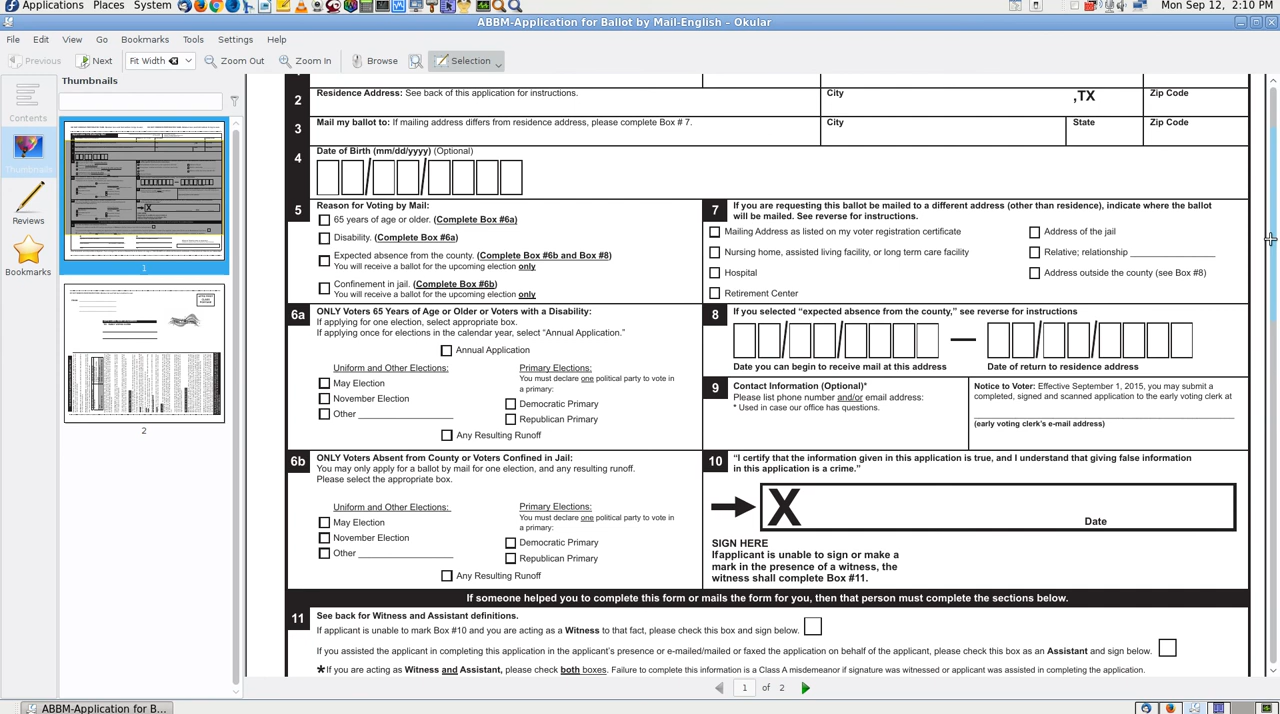 Applications Places System Mon Sep 12, 2:10 PM
ABBM-Application for Ballot by Mail-English – Okular
File Edit View Go Bookmarks Tools Settings Help
Previous Next Fit Width Zoom Out Zoom In Browse Selection
Thumbnails
Contents
Thumbnails
Reviews
Bookmarks
1
2
2 Residence Address: See back of this application for instructions. City ,TX Zip Code
3 Mail my ballot to: If mailing address differs from residence address, please complete Box # 7. City State Zip Code
4 Date of Birth (mm/dd/yyyy) (Optional)
/ /
5 Reason for Voting by Mail:
65 years of age or older. (Complete Box #6a)
Disability. (Complete Box #6a)
Expected absence from the county. (Complete Box #6b and Box #8)
You will receive a ballot for the upcoming election only
Confinement in jail. (Complete Box #6b)
You will receive a ballot for the upcoming election only
7 If you are requesting this ballot be mailed to a different address (other than residence), indicate where the ballot
will be mailed. See reverse for instructions.
Mailing Address as listed on my voter registration certificate Address of the jail
Nursing home, assisted living facility, or long term care facility Relative; relationship ________________
Hospital Address outside the county (see Box #8)
Retirement Center
6a ONLY Voters 65 Years of Age or Older or Voters with a Disability:
If applying for one election, select appropriate box.
If applying once for elections in the calendar year, select “Annual Application.”
Annual Application
Uniform and Other Elections: Primary Elections:
You must declare one political party to vote in
a primary:
May Election
November Election Democratic Primary
Other ___________________ Republican Primary
Any Resulting Runoff
8 If you selected “expected absence from the county,” see reverse for instructions
/ / — / /
Date you can begin to receive mail at this address Date of return to residence address
9 Contact Information (Optional)*
Please list phone number and/or email address:
* Used in case our office has questions.
Notice to Voter: Effective September 1, 2015, you may submit a
completed, signed and scanned application to the early voting clerk at
(early voting clerk's e-mail address)
6b ONLY Voters Absent from County or Voters Confined in Jail:
You may only apply for a ballot by mail for one election, and any resulting runoff.
Please select the appropriate box.
Uniform and Other Elections: Primary Elections:
You must declare one political party to vote in
a primary:
May Election
November Election Democratic Primary
Other ___________________ Republican Primary
Any Resulting Runoff
10 “I certify that the information given in this application is true, and I understand that giving false information
in this application is a crime.”
X Date
SIGN HERE
Ifapplicant is unable to sign or make a
mark in the presence of a witness, the
witness shall complete Box #11.
If someone helped you to complete this form or mails the form for you, then that person must complete the sections below.
11 See back for Witness and Assistant definitions.
If applicant is unable to mark Box #10 and you are acting as a Witness to that fact, please check this box and sign below.
If you assisted the applicant in completing this application in the applicant's presence or e-mailed/mailed or faxed the application on behalf of the applicant, please check this box as an Assistant and sign below.
*If you are acting as Witness and Assistant, please check both boxes. Failure to complete this information is a Class A misdemeanor if signature was witnessed or applicant was assisted in completing the application.
1 of 2
ABBM-Application for B...